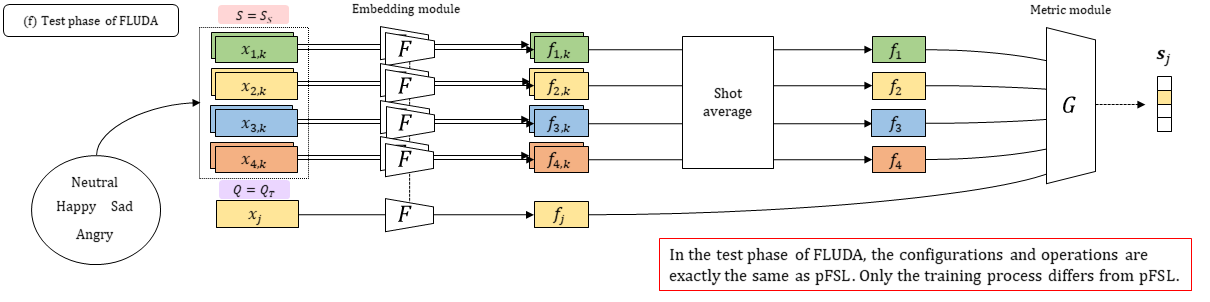 (f) Test phase of FLUDA
S = S_S
Embedding module
Metric module
x_{1,k} F f_{1,k} f_1
x_{2,k} F f_{2,k} f_2
x_{3,k} F f_{3,k} f_3
x_{4,k} F f_{4,k} f_4
Shot
average
G
s_j
Q = Q_T
x_j F f_j
Neutral
Happy Sad
Angry
In the test phase of FLUDA, the configurations and operations are
exactly the same as pFSL. Only the training process differs from pFSL.